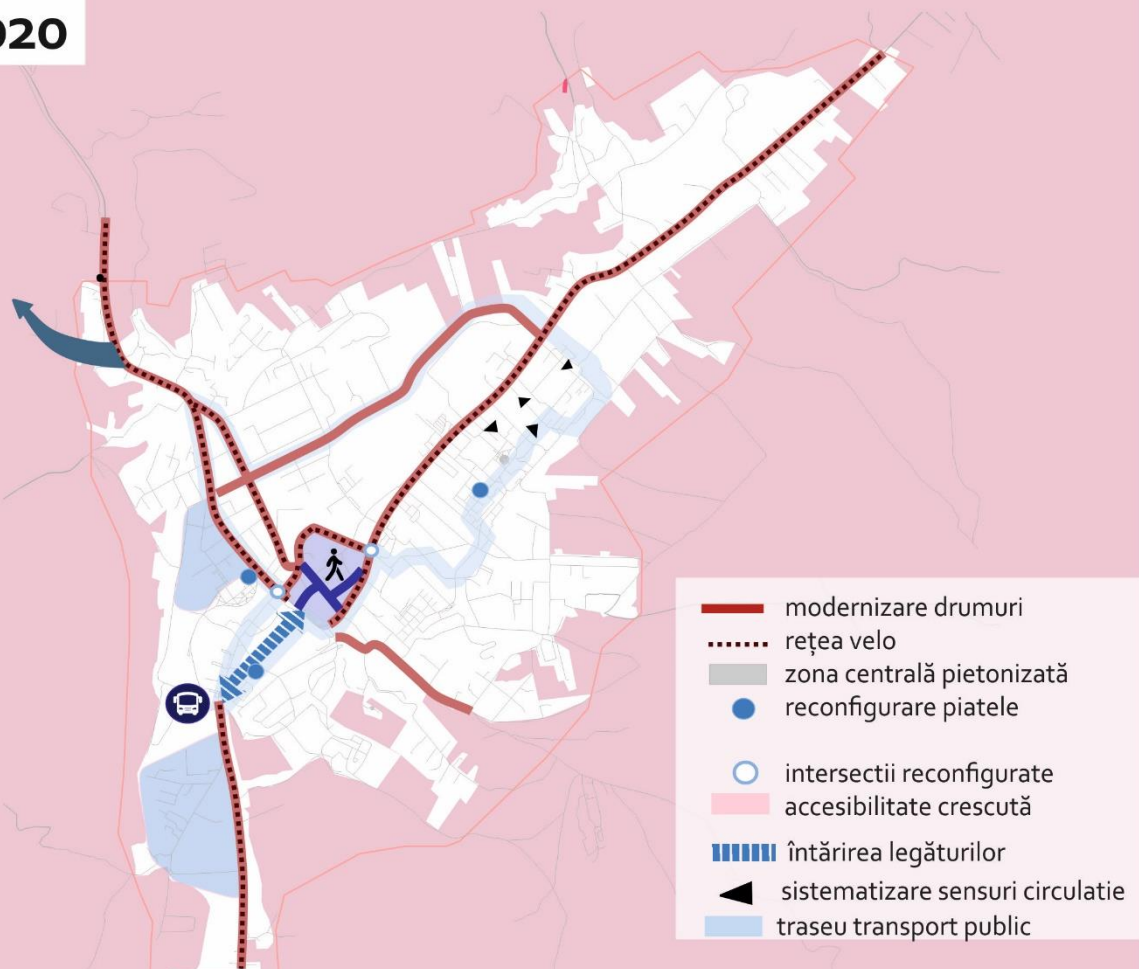 020
modernizare drumuri
rețea velo
zona centrală pietonizată
reconfigurare piatele
intersectii reconfigurate
accesibilitate crescută
întărirea legăturilor
sistematizare sensuri circulatie
traseu transport public